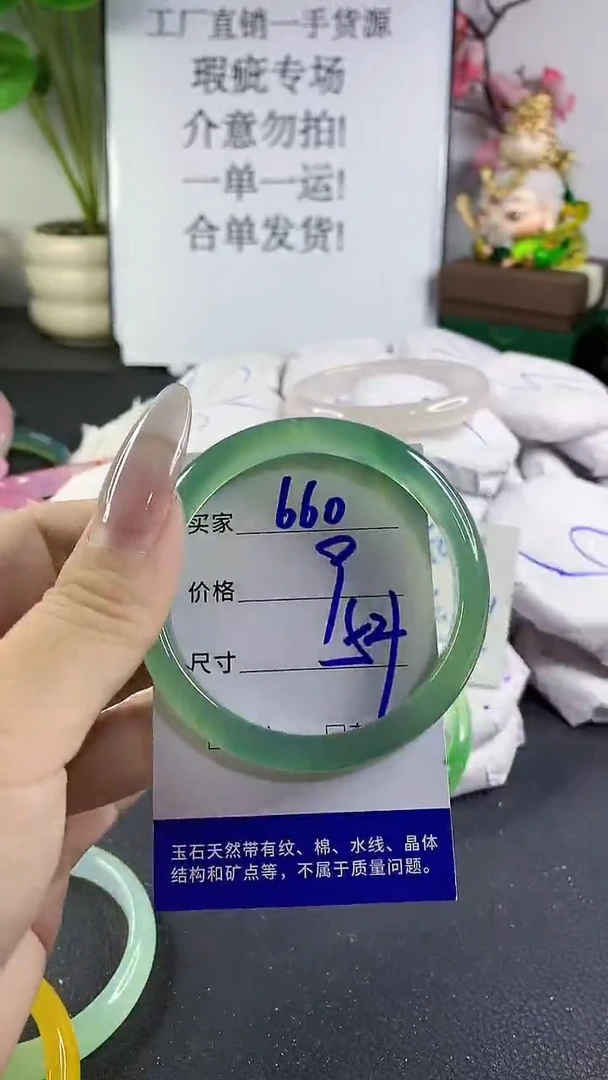 工厂直销一手货源
瑕疵专场
介意勿拍!
一单一运!
合单发货!
买家 660
价格 9
尺寸 54
玉石天然带有纹、棉、水线、晶体
结构和矿点等，不属于质量问题。